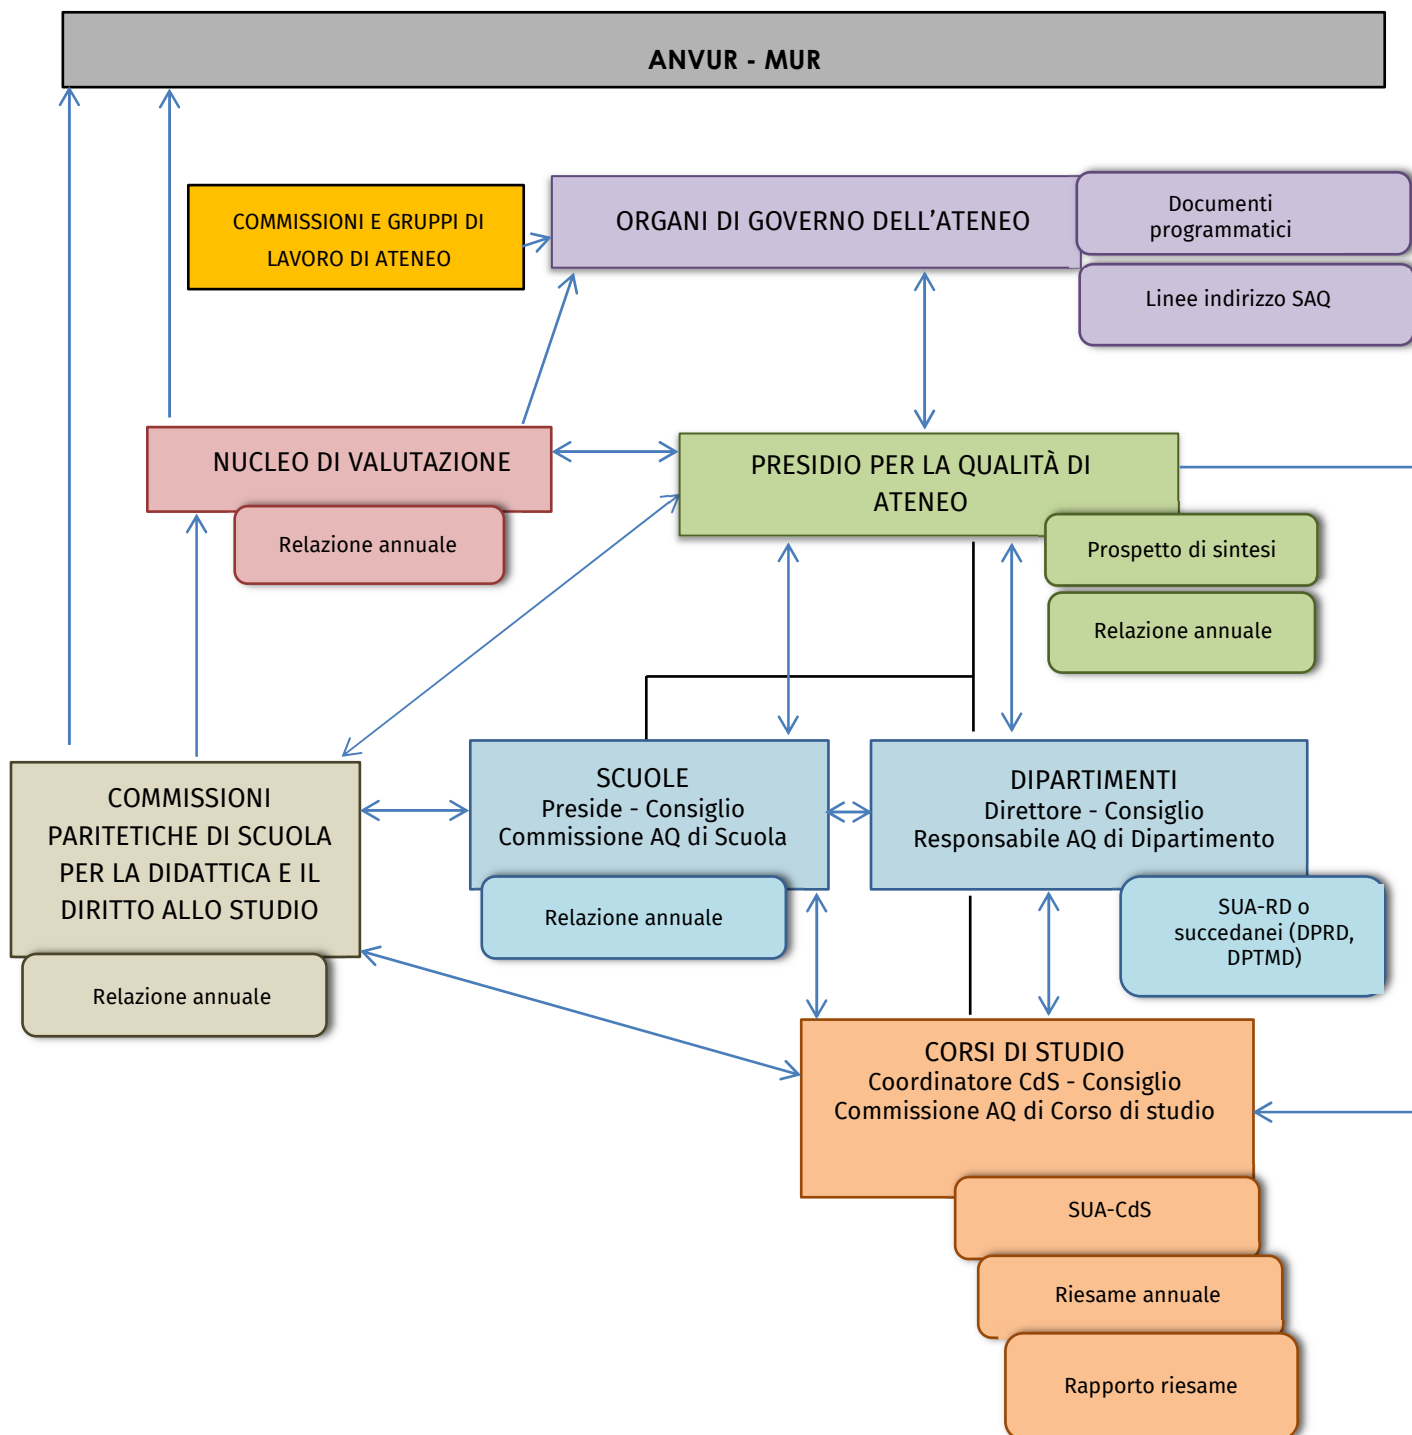 ANVUR - MUR
COMMISSIONI E GRUPPI DI
LAVORO DI ATENEO
ORGANI DI GOVERNO DELL’ATENEO
Documenti
programmatici
Linee indirizzo SAQ
NUCLEO DI VALUTAZIONE
Relazione annuale
PRESIDIO PER LA QUALITÀ DI
ATENEO
Prospetto di sintesi
Relazione annuale
COMMISSIONI
PARITETICHE DI SCUOLA
PER LA DIDATTICA E IL
DIRITTO ALLO STUDIO
Relazione annuale
SCUOLE
Preside - Consiglio
Commissione AQ di Scuola
Relazione annuale
DIPARTIMENTI
Direttore - Consiglio
Responsabile AQ di Dipartimento
SUA-RD o
succedanei (DPRD,
DPTMD)
CORSI DI STUDIO
Coordinatore CdS - Consiglio
Commissione AQ di Corso di studio
SUA-CdS
Riesame annuale
Rapporto riesame